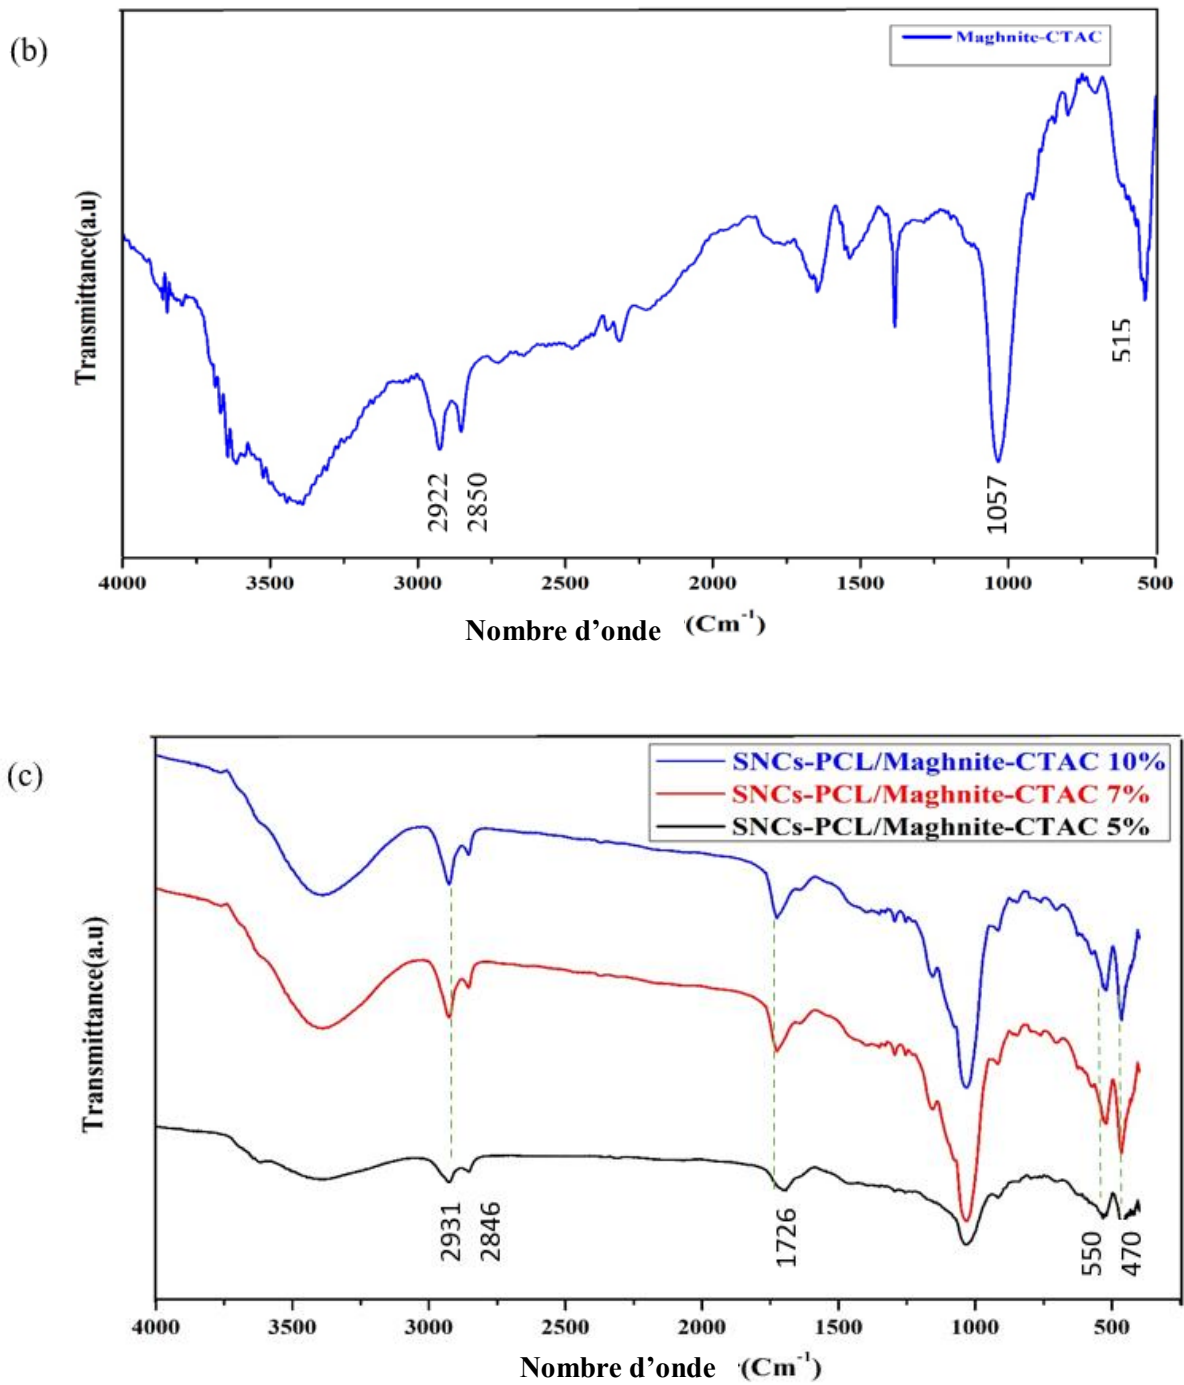 (b)
Maghnite-CTAC
Transmittance(a.u)
2922
2850
1057
515
4000 3500 3000 2500 2000 1500 1000 500
Nombre d’onde (Cm-1)
(c)
SNCs-PCL/Maghnite-CTAC 10%
SNCs-PCL/Maghnite-CTAC 7%
SNCs-PCL/Maghnite-CTAC 5%
Transmittance(a.u)
2931
2846
1726
550
470
4000 3500 3000 2500 2000 1500 1000 500
Nombre d’onde (Cm-1)